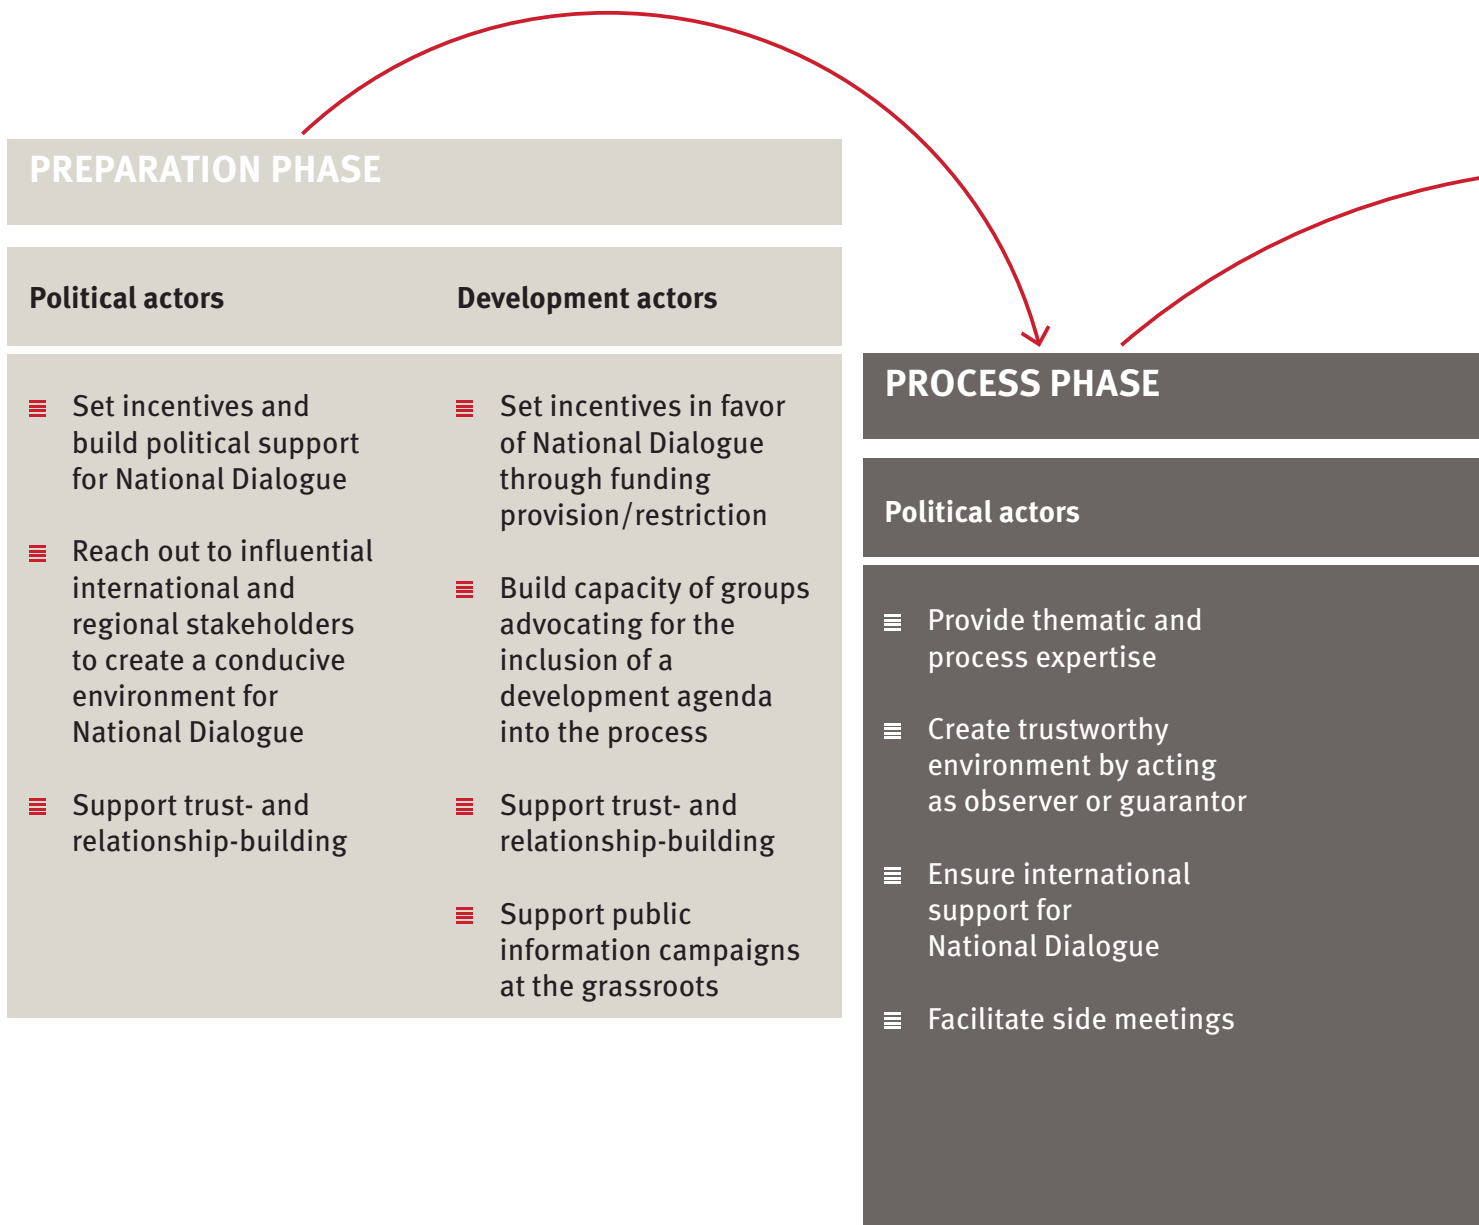 PREPARATION PHASE
Political actors
Set incentives and
build political support
for National Dialogue
Reach out to influential
international and
regional stakeholders
to create a conducive
environment for
National Dialogue
Support trust- and
relationship-building
Development actors
Set incentives in favor
of National Dialogue
through funding
provision/restriction
Build capacity of groups
advocating for the
inclusion of a
development agenda
into the process
Support trust- and
relationship-building
Support public
information campaigns
at the grassroots
PROCESS PHASE
Political actors
Provide thematic and
process expertise
Create trustworthy
environment by acting
as observer or guarantor
Ensure international
support for
National Dialogue
Facilitate side meetings